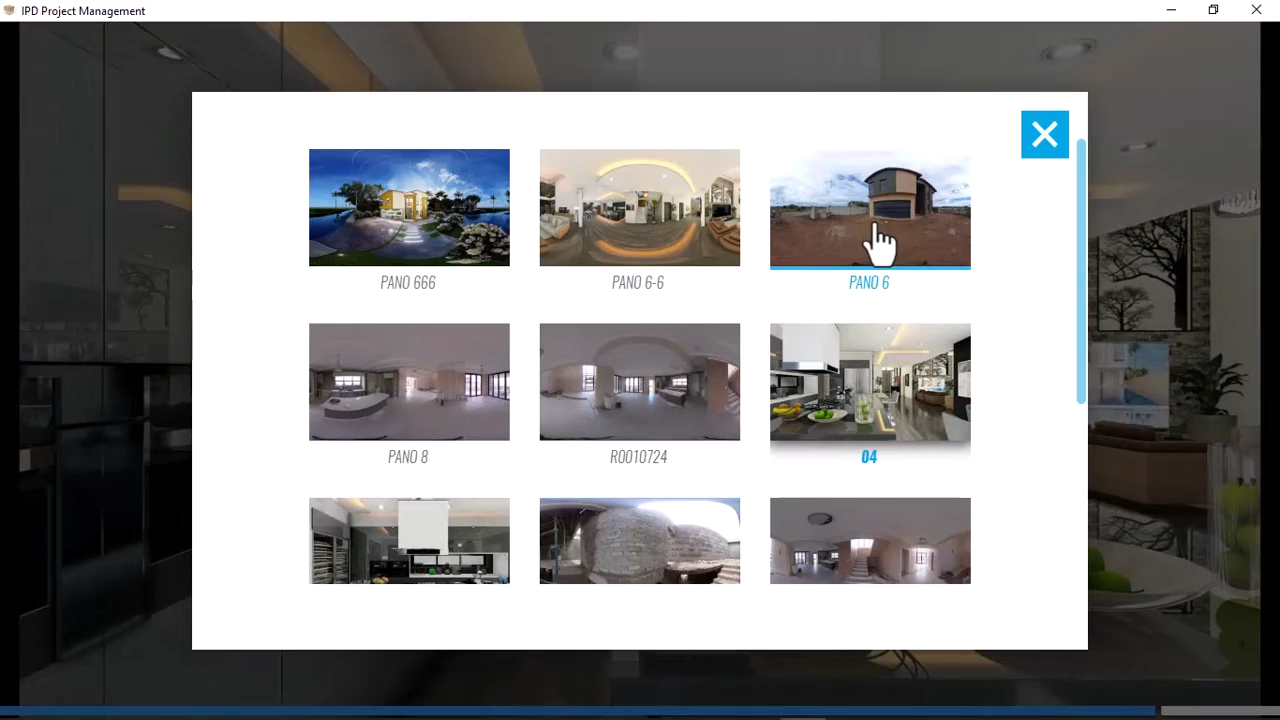 IPD Project Management
PANO 666
PANO 6-6
PANO 6
PANO 8
R0010724
04